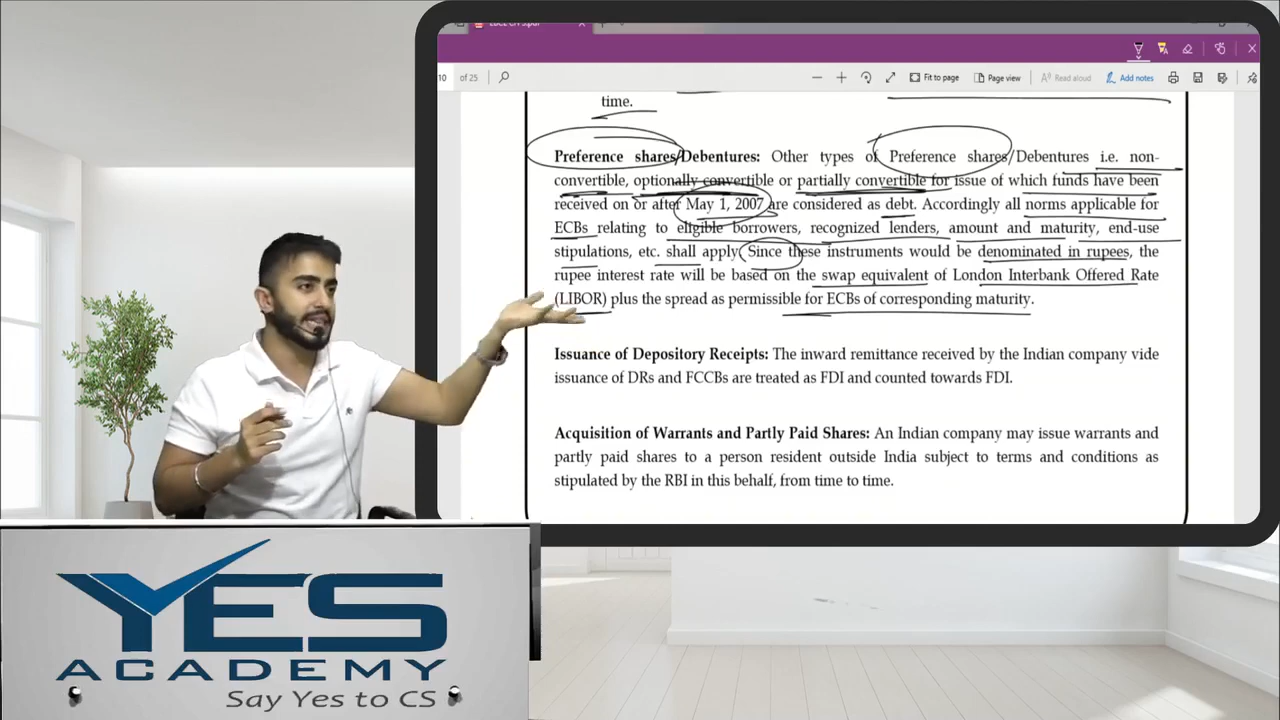 10 of 25
Fit to page
Page view
Read aloud
Add notes
time.
Preference shares/Debentures: Other types of Preference shares/Debentures i.e. non-
convertible, optionally convertible or partially convertible for issue of which funds have been
received on or after May 1, 2007 are considered as debt. Accordingly all norms applicable for
ECBs relating to eligible borrowers, recognized lenders, amount and maturity, end-use
stipulations, etc. shall apply. Since these instruments would be denominated in rupees, the
rupee interest rate will be based on the swap equivalent of London Interbank Offered Rate
(LIBOR) plus the spread as permissible for ECBs of corresponding maturity.
Issuance of Depository Receipts: The inward remittance received by the Indian company vide
issuance of DRs and FCCBs are treated as FDI and counted towards FDI.
Acquisition of Warrants and Partly Paid Shares: An Indian company may issue warrants and
partly paid shares to a person resident outside India subject to terms and conditions as
stipulated by the RBI in this behalf, from time to time.
YES
ACADEMY
Say Yes to CS